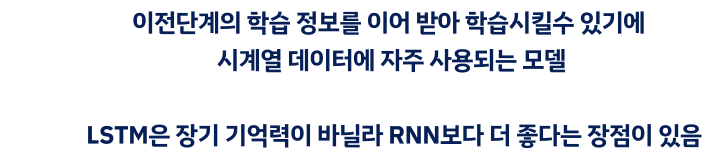 이전단계의 학습 정보를 이어 받아 학습시킬수 있기에
시계열 데이터에 자주 사용되는 모델
LSTM은 장기 기억력이 바닐라 RNN보다 더 좋다는 장점이 있음